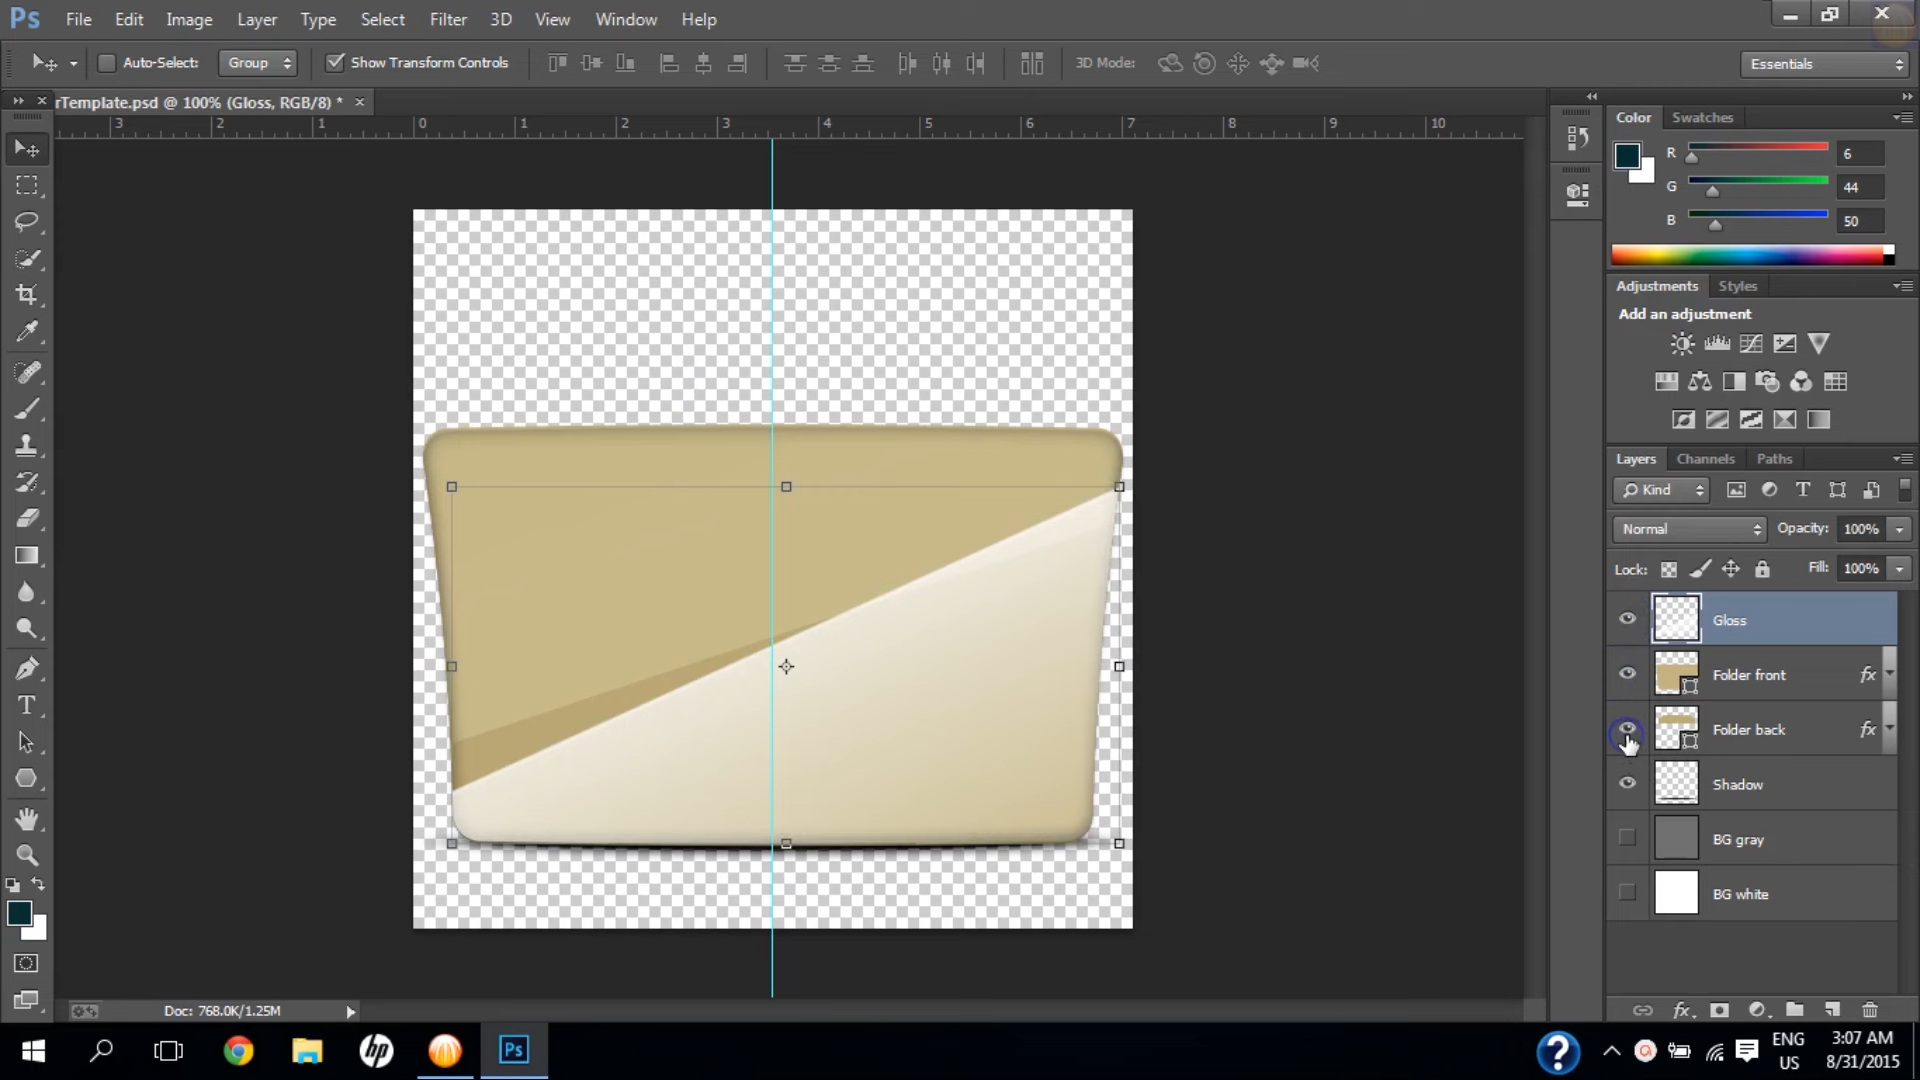 Ps File Edit Image Layer Type Select Filter 3D View Window Help
Auto-Select: Group Show Transform Controls 3D Mode: Essentials
rTemplate.psd @ 100% (Gloss, RGB/8) * ×
3 2 1 0 1 2 3 4 5 6 7 8 9 10
Color Swatches
R 6
G 44
B 50
Adjustments Styles
Add an adjustment
Layers Channels Paths
Kind
Normal Opacity: 100%
Lock: Fill: 100%
Gloss
Folder front fx
Folder back fx
Shadow
BG gray
BG white
Doc: 768.0K/1.25M
fx
hp Ps ? ENG 3:07 AM
US 8/31/2015